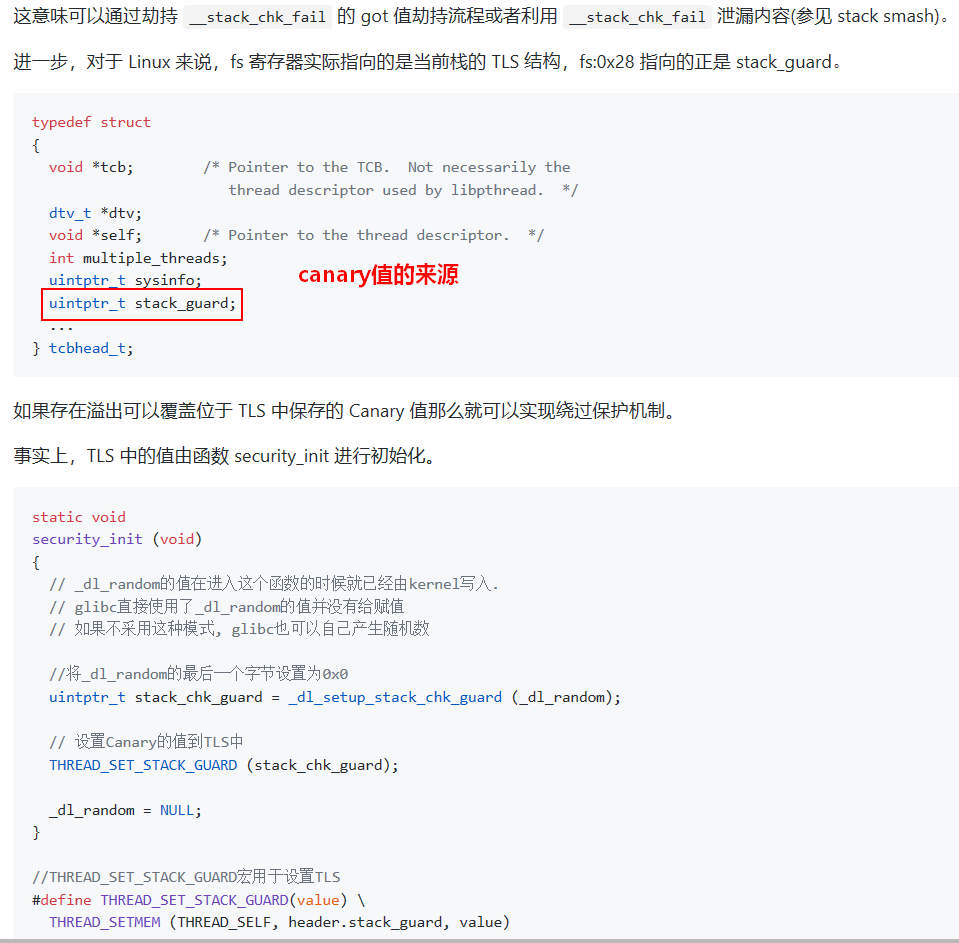 这意味可以通过劫持 __stack_chk_fail 的 got 值劫持流程或者利用 __stack_chk_fail 泄漏内容(参见 stack smash)。
进一步，对于 Linux 来说，fs 寄存器实际指向的是当前栈的 TLS 结构，fs:0x28 指向的正是 stack_guard。
typedef struct
{
  void *tcb;        /* Pointer to the TCB.  Not necessarily the
                       thread descriptor used by libpthread.  */
  dtv_t *dtv;
  void *self;       /* Pointer to the thread descriptor.  */
  int multiple_threads;
  uintptr_t sysinfo;
canary值的来源
  uintptr_t stack_guard;
  ...
} tcbhead_t;
如果存在溢出可以覆盖位于 TLS 中保存的 Canary 值那么就可以实现绕过保护机制。
事实上，TLS 中的值由函数 security_init 进行初始化。
static void
security_init (void)
{
  // _dl_random的值在进入这个函数的时候就已经由kernel写入.
  // glibc直接使用了_dl_random的值并没有给赋值
  // 如果不采用这种模式, glibc也可以自己产生随机数
  //将_dl_random的最后一个字节设置为0x0
  uintptr_t stack_chk_guard = _dl_setup_stack_chk_guard (_dl_random);
  // 设置Canary的值到TLS中
  THREAD_SET_STACK_GUARD (stack_chk_guard);
  _dl_random = NULL;
}
//THREAD_SET_STACK_GUARD宏用于设置TLS
#define THREAD_SET_STACK_GUARD(value) \
  THREAD_SETMEM (THREAD_SELF, header.stack_guard, value)